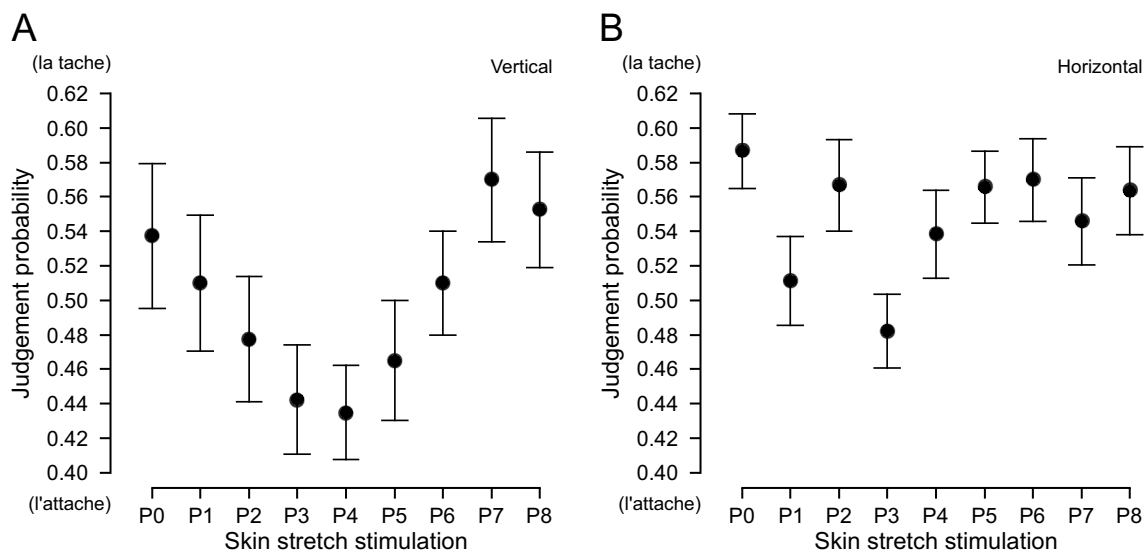 A
(la tache)
Vertical
0.62
0.60
0.58
0.56
0.54
0.52
0.50
0.48
0.46
0.44
0.42
0.40
Judgement probability
(l'attache)
P0 P1 P2 P3 P4 P5 P6 P7 P8
Skin stretch stimulation
B
(la tache)
Horizontal
0.62
0.60
0.58
0.56
0.54
0.52
0.50
0.48
0.46
0.44
0.42
0.40
Judgement probability
(l'attache)
P0 P1 P2 P3 P4 P5 P6 P7 P8
Skin stretch stimulation